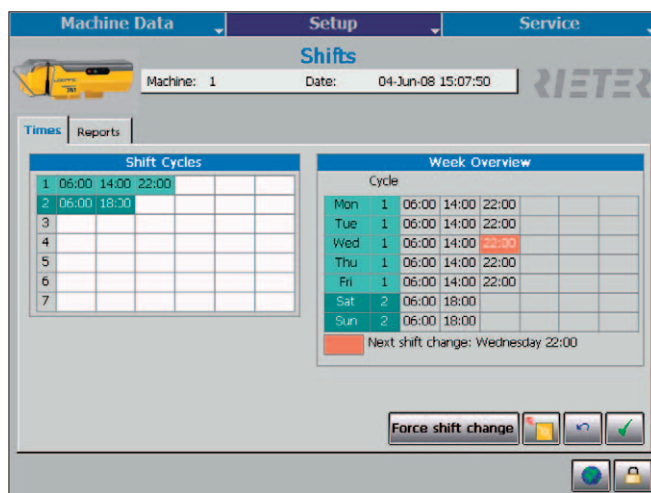 Machine Data Setup Service
Shifts
Machine: 1 Date: 04-Jun-08 15:07:50
RIETER
Times Reports
Shift Cycles
1 06:00 14:00 22:00
2 06:00 18:00
3
4
5
6
7
Week Overview
Cycle
Mon 1 06:00 14:00 22:00
Tue 1 06:00 14:00 22:00
Wed 1 06:00 14:00 22:00
Thu 1 06:00 14:00 22:00
Fri 1 06:00 14:00 22:00
Sat 2 06:00 18:00
Sun 2 06:00 18:00
Next shift change: Wednesday 22:00
Force shift change